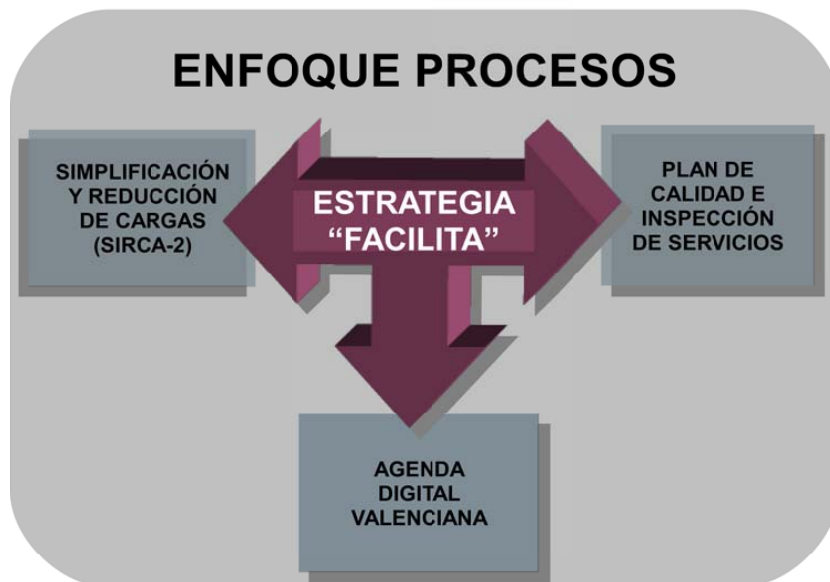 ENFOQUE PROCESOS
SIMPLIFICACIÓN
Y REDUCCIÓN
DE CARGAS
(SIRCA-2)
ESTRATEGIA
“FACILITA”
PLAN DE
CALIDAD E
INSPECCIÓN
DE SERVICIOS
AGENDA
DIGITAL
VALENCIANA